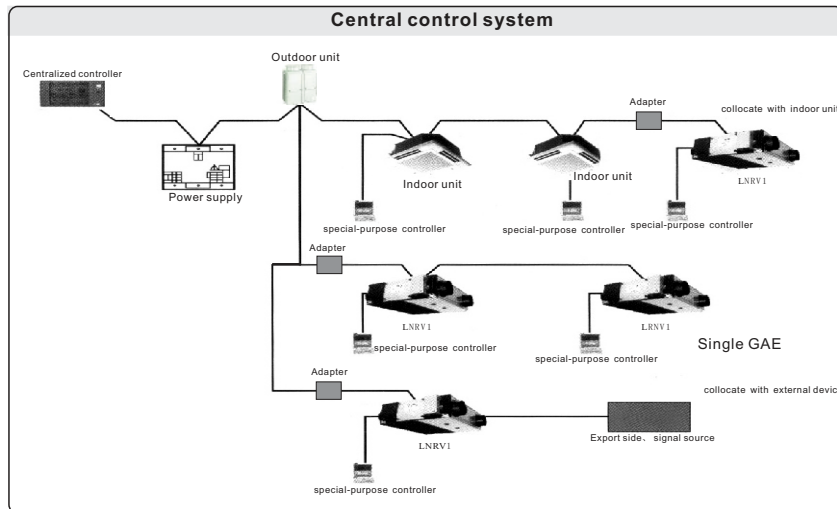 Central control system
Outdoor unit
Centralized controller
Adapter
collocate with indoor unit
Power supply
Indoor unit
Indoor unit
LNRV1
special-purpose controller
special-purpose controller
special-purpose controller
Adapter
LNRV1
LRNV1
special-purpose controller
special-purpose controller
Single GAE
Adapter
collocate with external devic
LNRV1
Export side、signal source
special-purpose controller